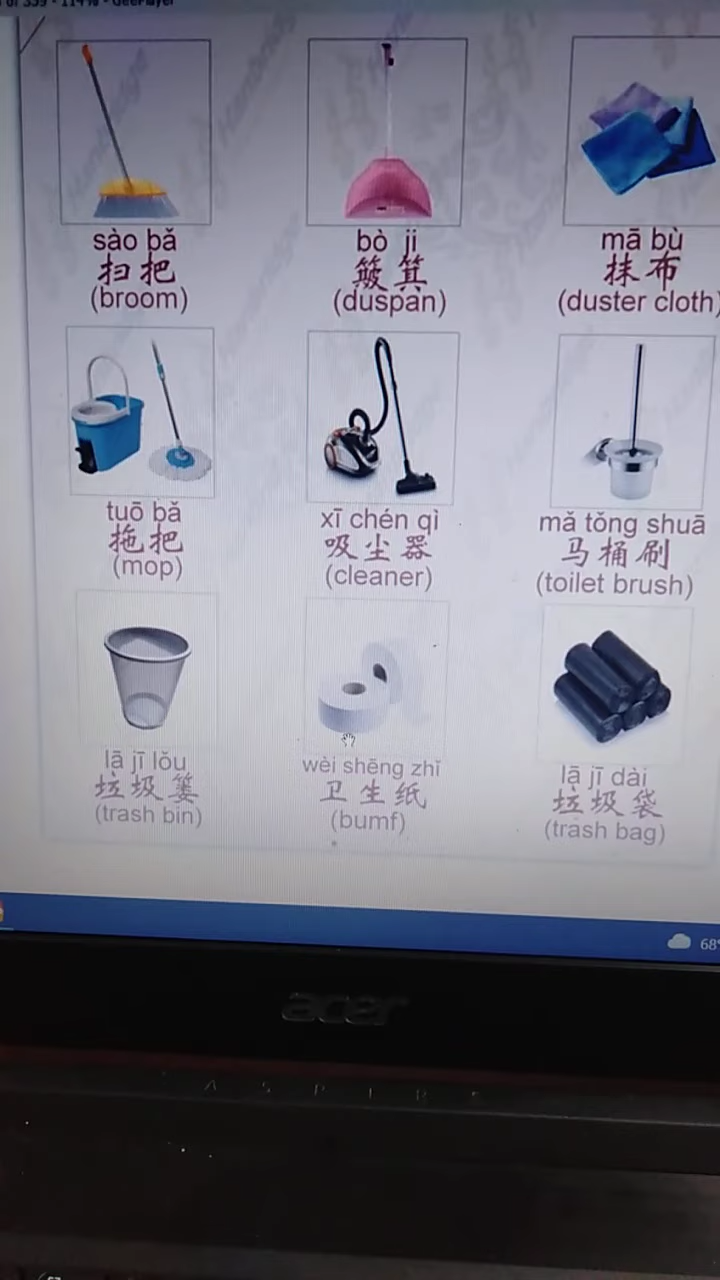 sào bǎ
扫把
(broom)
bò ji
簸箕
(duspan)
mā bù
抹布
(duster cloth)
tuō bǎ
拖把
(mop)
xī chén qì
吸尘器
(cleaner)
mǎ tǒng shuā
马桶刷
(toilet brush)
lā jī lǒu
垃圾篓
(trash bin)
wèi shēng zhǐ
卫生纸
(bumf)
lā jī dài
垃圾袋
(trash bag)
68°
acer
ASPIRE